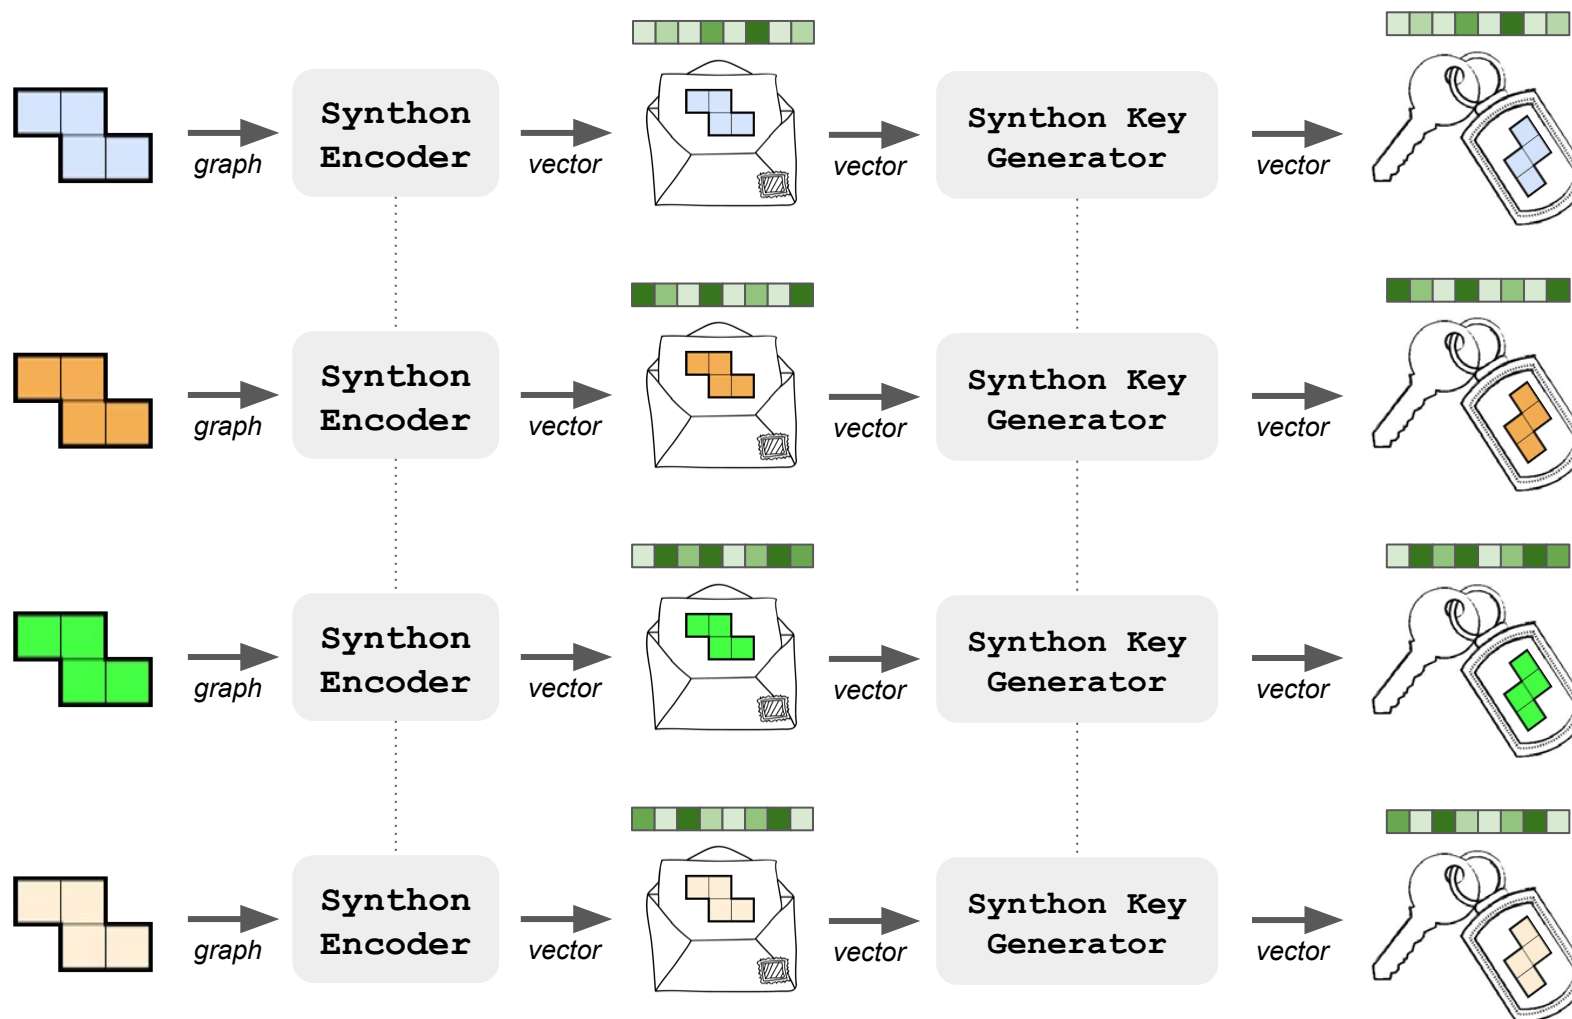 Synthon
Encoder
Synthon Key
Generator
graph
vector
vector
vector
Synthon
Encoder
Synthon Key
Generator
graph
vector
vector
vector
Synthon
Encoder
Synthon Key
Generator
graph
vector
vector
vector
Synthon
Encoder
Synthon Key
Generator
graph
vector
vector
vector